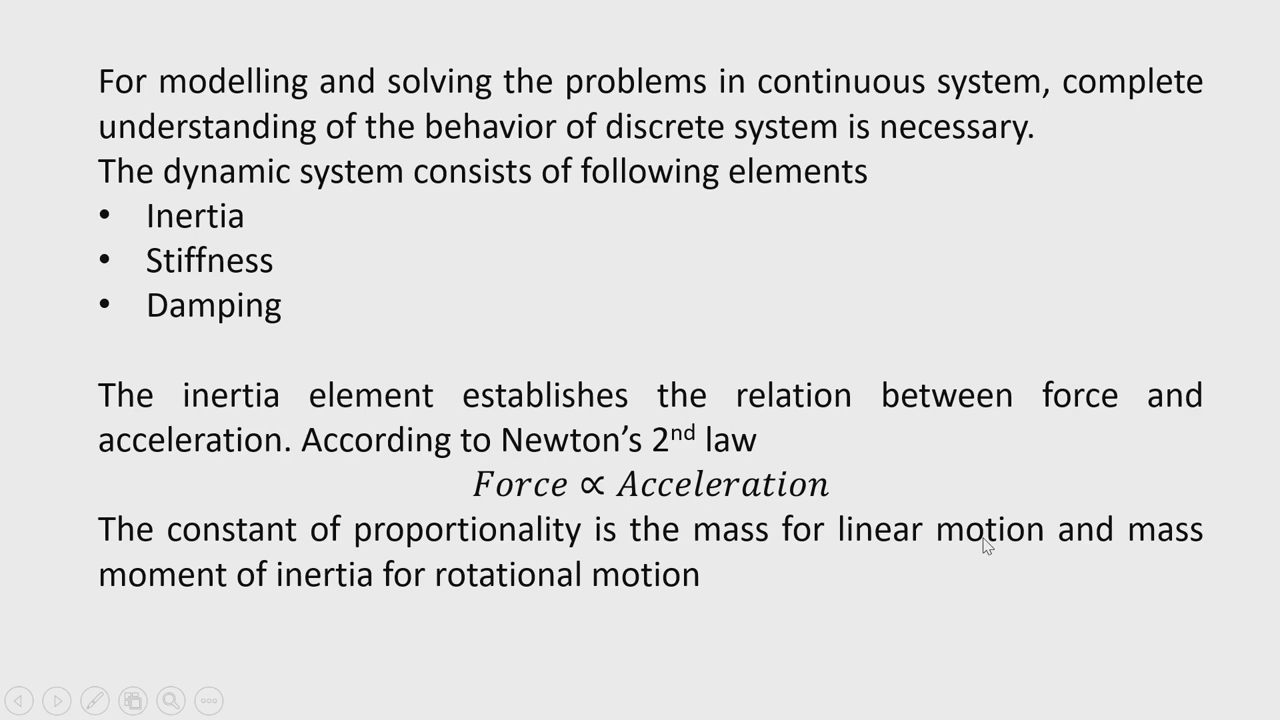 For modelling and solving the problems in continuous system, complete
understanding of the behavior of discrete system is necessary.
The dynamic system consists of following elements
• Inertia
• Stiffness
• Damping
The inertia element establishes the relation between force and
acceleration. According to Newton’s 2nd law
Force ∝ Acceleration
The constant of proportionality is the mass for linear motion and mass
moment of inertia for rotational motion